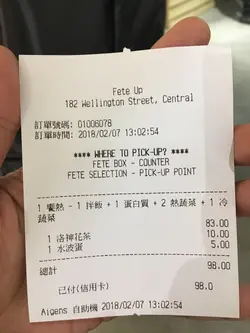 Fete Up
182 Wellington Street, Central
訂單號碼: 01006078
訂單時間: 2018/02/07 13:02:54
**** WHERE TO PICK-UP? ****
FETE BOX - COUNTER
FETE SELECTION - PICK-UP POINT
1 饗熱 - 1 拌飯 + 1 蛋白質 + 2 熱蔬菜 + 1 冷
蔬菜
83.00
1 洛神花茶 10.00
1 水波蛋 5.00
總計 98.00
已付(信用卡) 98.0
Aigens 自助機 2018/02/07 13:02:54